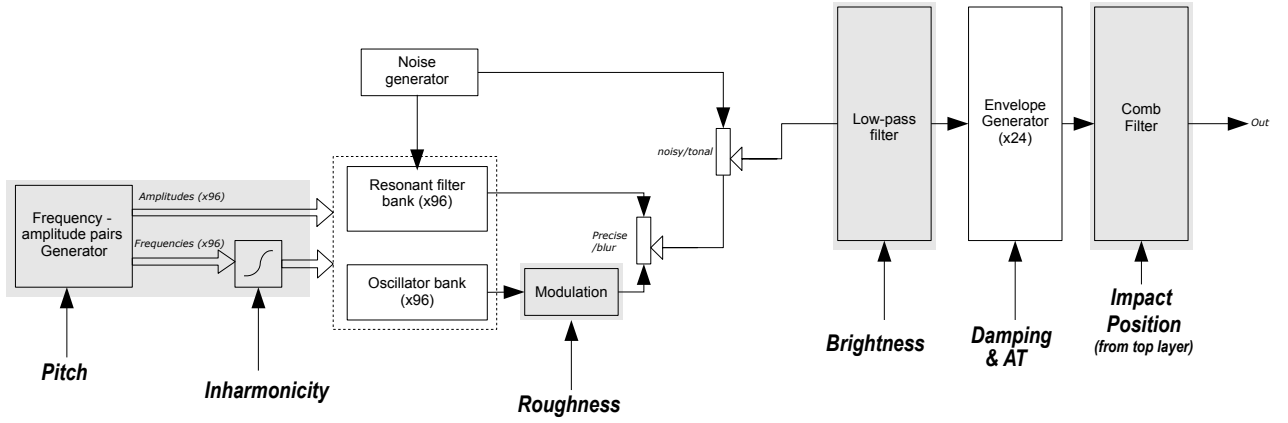 Noise
generator
noisy/tonal
Low-pass
filter
Envelope
Generator
(x24)
Comb
Filter
Out
Amplitudes (x96)
Resonant filter
bank (x96)
Frequency -
amplitude pairs
Generator
Frequencies (x96)
Precise
/blur
Oscillator bank
(x96)
Modulation
Pitch
Inharmonicity
Roughness
Brightness
Damping
& AT
Impact
Position
(from top layer)